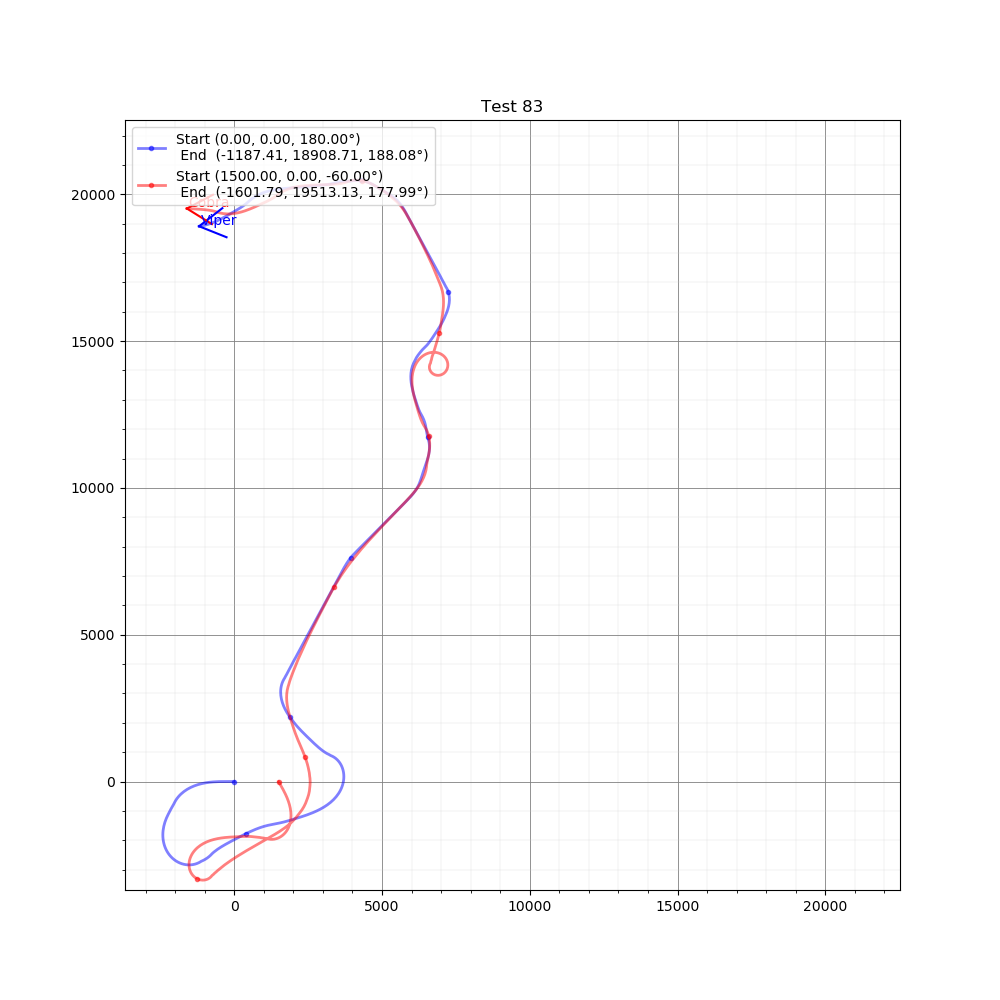 Test 83
Start (0.00, 0.00, 180.00°)
End (-1187.41, 18908.71, 188.08°)
Start (1500.00, 0.00, -60.00°)
End (-1601.79, 19513.13, 177.99°)
Cobra
Viper
20000
15000
10000
5000
0
0
5000
10000
15000
20000